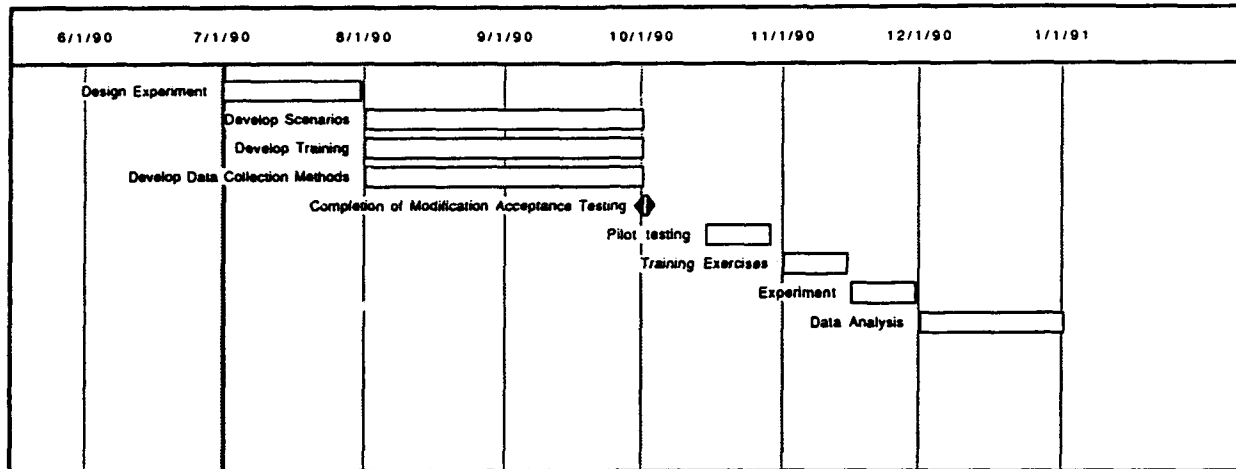 6/1/90 7/1/90 8/1/90 9/1/90 10/1/90 11/1/90 12/1/90 1/1/91
Design Experiment
Develop Scenarios
Develop Training
Develop Data Collection Methods
Completion of Modification Acceptance Testing
Pilot testing
Training Exercises
Experiment
Data Analysis